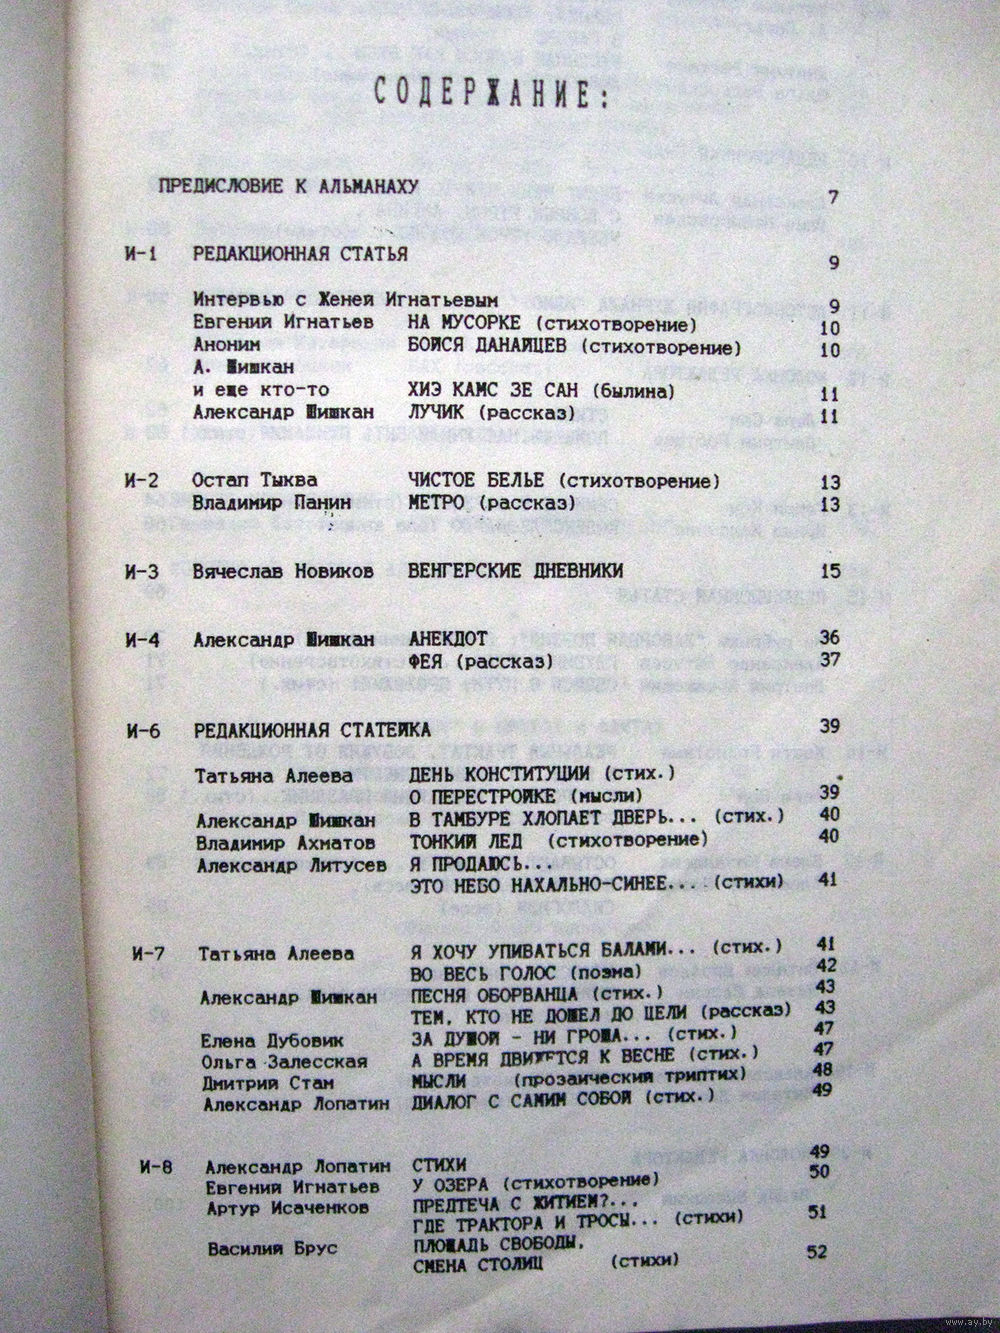 СОДЕРЖАНИЕ:
ПРЕДИСЛОВИЕ К АЛЬМАНАХУ 7
И-1 РЕДАКЦИОННАЯ СТАТЬЯ 9
Интервью с Женей Игнатьевым 9
Евгений Игнатьев НА МУСОРКЕ (стихотворение) 10
Аноним БОЙСЯ ДАНАЙЦЕВ (стихотворение) 10
А. Шишкан
и еще кто-то ХИЭ КАМС ЗЕ САН (былина) 11
Александр Шишкан ЛУЧИК (рассказ) 11
И-2 Остап Тыква ЧИСТОЕ БЕЛЬЕ (стихотворение) 13
Владимир Панин МЕТРО (рассказ) 13
И-3 Вячеслав Новиков ВЕНГЕРСКИЕ ДНЕВНИКИ 15
И-4 Александр Шишкан АНЕКДОТ 36
ФЕЯ (рассказ) 37
И-6 РЕДАКЦИОННАЯ СТАТЕЙКА 39
Татьяна Алеева ДЕНЬ КОНСТИТУЦИИ (стих.)
О ПЕРЕСТРОЙКЕ (мысли) 39
Александр Шишкан В ТАМБУРЕ ХЛОПАЕТ ДВЕРЬ... (стих.) 40
Владимир Ахматов ТОНКИЙ ЛЕД (стихотворение) 40
Александр Литусев Я ПРОДАЮСЬ...
ЭТО НЕБО НАХАЛЬНО-СИНЕЕ... (стихи) 41
И-7 Татьяна Алеева Я ХОЧУ УПИВАТЬСЯ БАЛАМИ... (стих.) 41
ВО ВЕСЬ ГОЛОС (поэма) 42
Александр Шишкан ПЕСНЯ ОБОРВАНЦА (стих.) 43
ТЕМ, КТО НЕ ДОШЕЛ ДО ЦЕЛИ (рассказ) 43
Елена Дубовик ЗА ДУШОЙ - НИ ГРОША... (стих.) 47
Ольга Залесская А ВРЕМЯ ДВИЖЕТСЯ К ВЕСНЕ (стих.) 47
Дмитрий Стан МЫСЛИ (прозаический триптих) 48
Александр Лопатин ДИАЛОГ С САМИМ СОБОЙ (стих.) 49
И-8 Александр Лопатин СТИХИ 49
Евгений Игнатьев У ОЗЕРА (стихотворение) 50
Артур Исаченков ПРЕДТЕЧА С ЖИТИЕМ?...
ГДЕ ТРАКТОРА И ТРОСЫ... (стихи) 51
Василий Брус ПЛОЩАДЬ СВОБОДЫ,
СМЕНА СТОЛИЦ (стихи) 52
www.ay.by